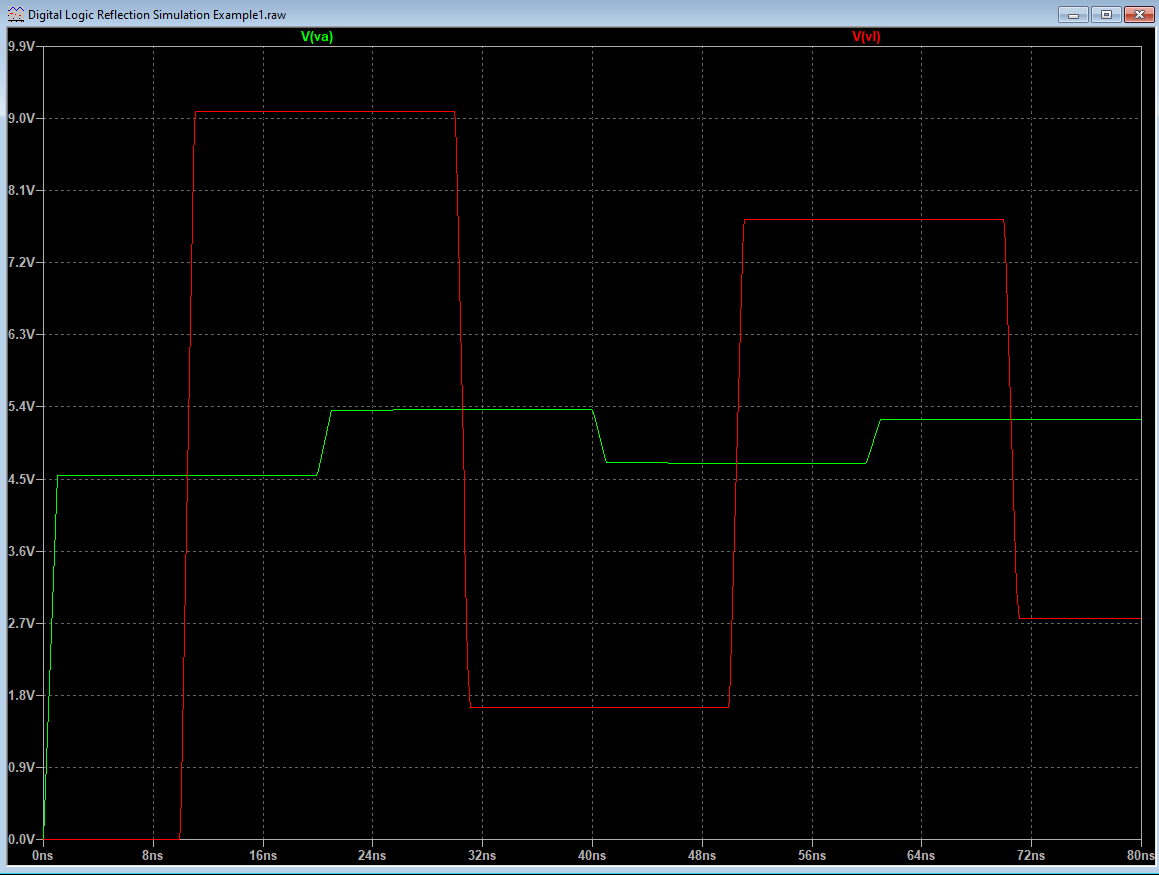 Digital Logic Reflection Simulation Example1.raw
V(va) V(vl)
9.9V
9.0V
8.1V
7.2V
6.3V
5.4V
4.5V
3.6V
2.7V
1.8V
0.9V
0.0V
0ns 8ns 16ns 24ns 32ns 40ns 48ns 56ns 64ns 72ns 80ns